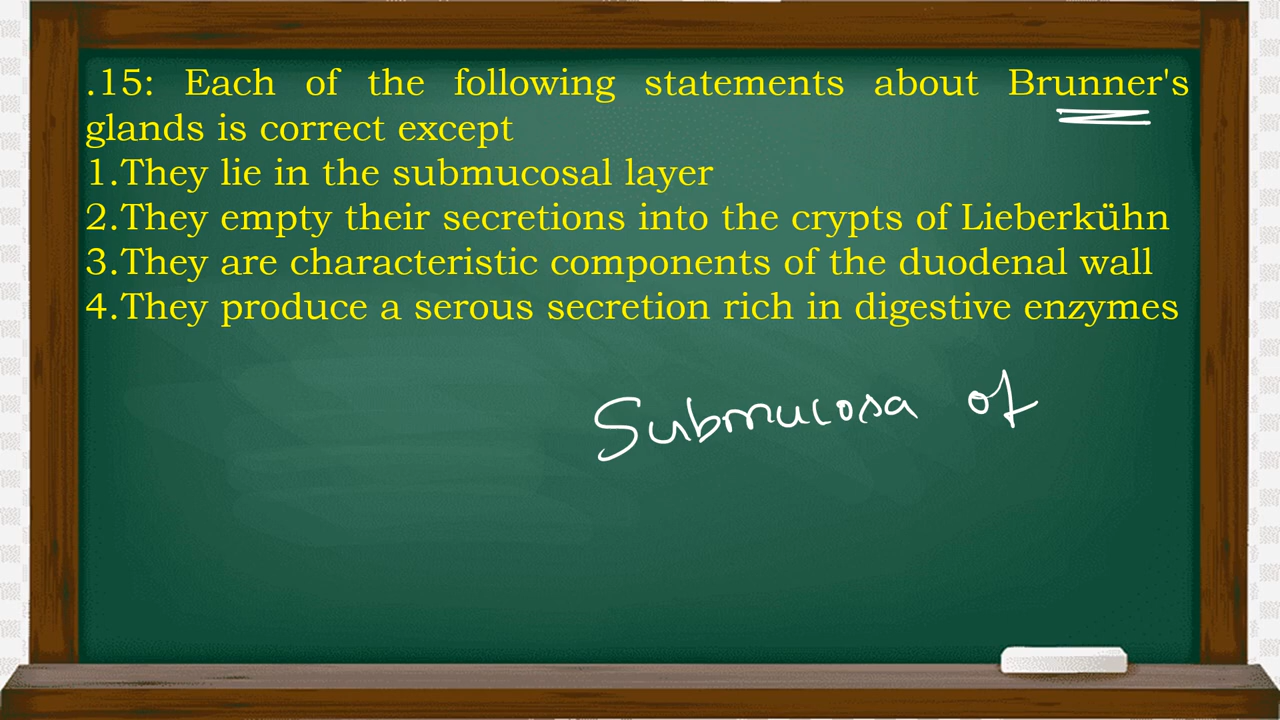 .15: Each of the following statements about Brunner's
glands is correct except
1.They lie in the submucosal layer
2.They empty their secretions into the crypts of Lieberkühn
3.They are characteristic components of the duodenal wall
4.They produce a serous secretion rich in digestive enzymes
Submucosa of